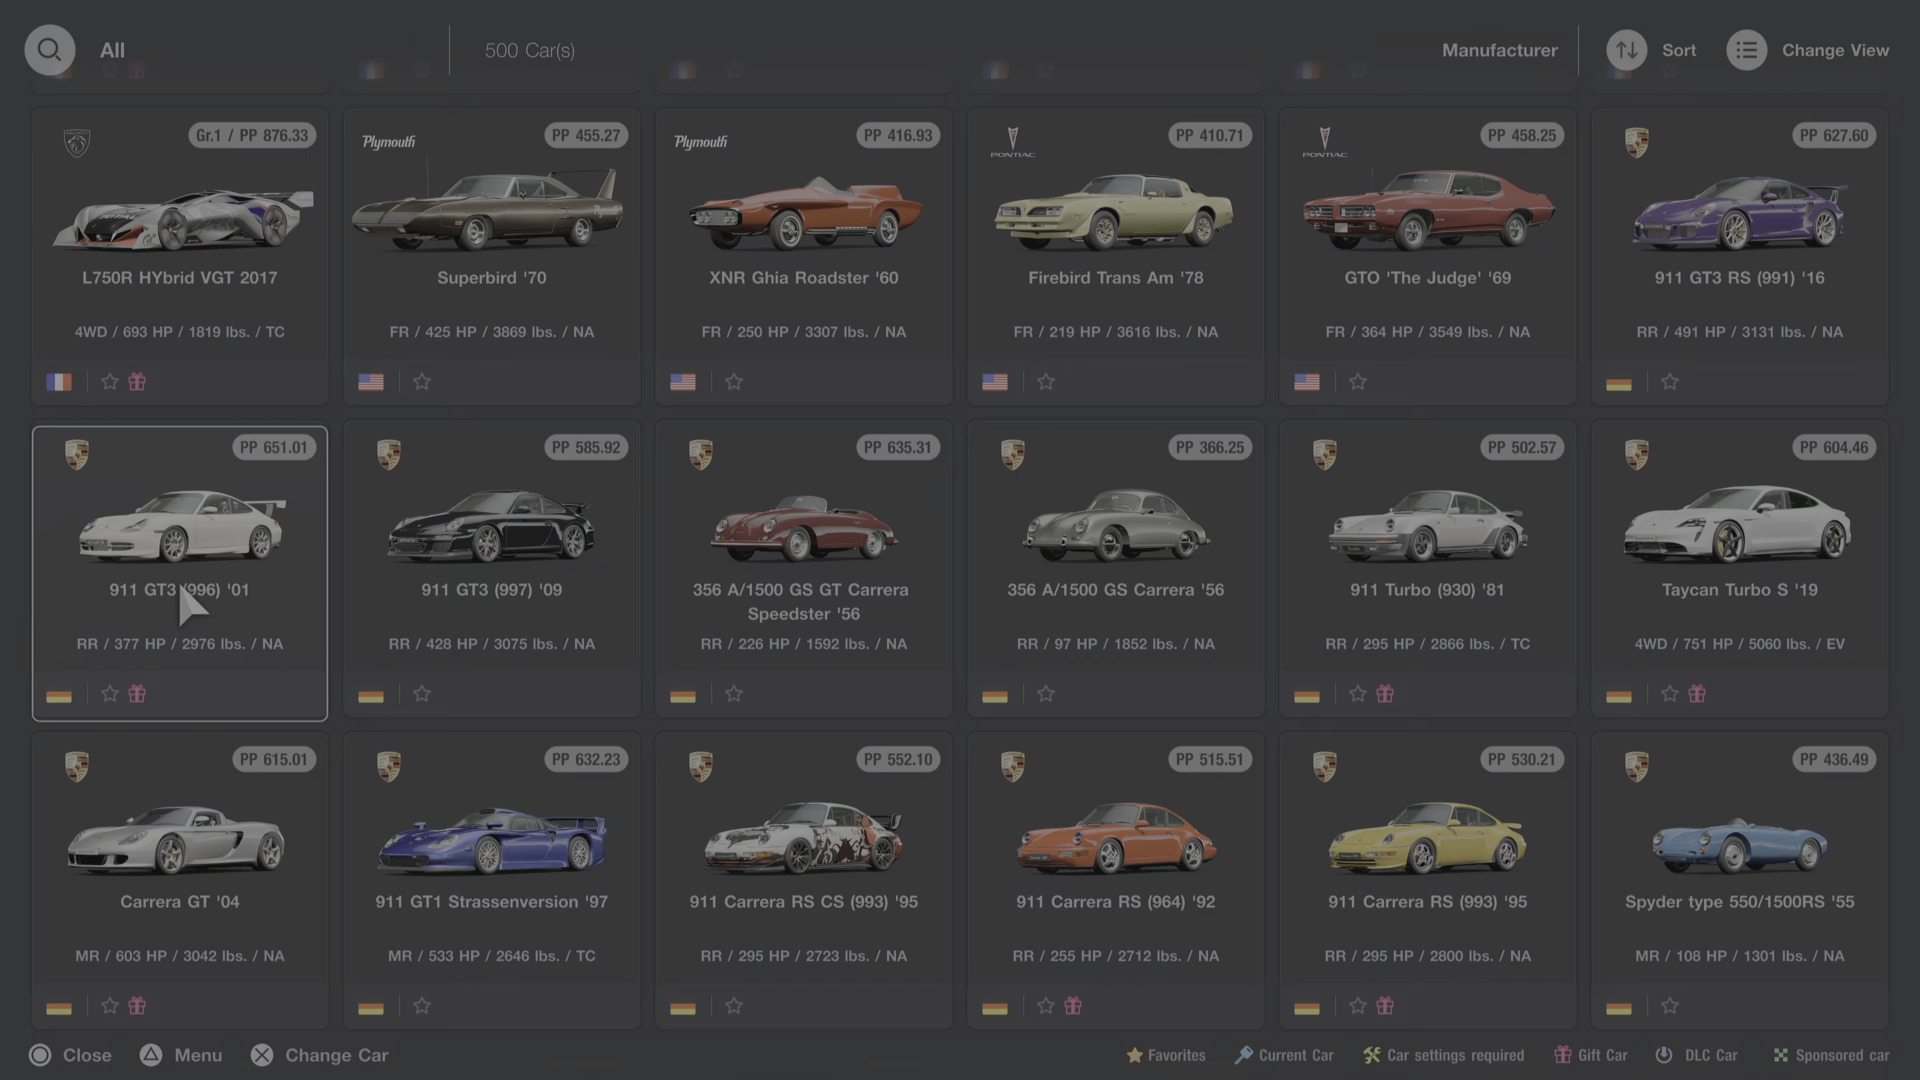 All
500 Car(s)
Manufacturer
Sort
Change View
Gr.1 / PP 876.33
L750R HYbrid VGT 2017
4WD / 693 HP / 1819 lbs. / TC
Plymouth
PP 455.27
Superbird '70
FR / 425 HP / 3869 lbs. / NA
Plymouth
PP 416.93
XNR Ghia Roadster '60
FR / 250 HP / 3307 lbs. / NA
PONTIAC
PP 410.71
Firebird Trans Am '78
FR / 219 HP / 3616 lbs. / NA
PONTIAC
PP 458.25
GTO 'The Judge' '69
FR / 364 HP / 3549 lbs. / NA
PP 627.60
911 GT3 RS (991) '16
RR / 491 HP / 3131 lbs. / NA
PP 651.01
911 GT3 (996) '01
RR / 377 HP / 2976 lbs. / NA
PP 585.92
911 GT3 (997) '09
RR / 428 HP / 3075 lbs. / NA
PP 635.31
356 A/1500 GS GT Carrera
Speedster '56
RR / 226 HP / 1592 lbs. / NA
PP 366.25
356 A/1500 GS Carrera '56
RR / 97 HP / 1852 lbs. / NA
PP 502.57
911 Turbo (930) '81
RR / 295 HP / 2866 lbs. / TC
PP 604.46
Taycan Turbo S '19
4WD / 751 HP / 5060 lbs. / EV
PP 615.01
Carrera GT '04
MR / 603 HP / 3042 lbs. / NA
PP 632.23
911 GT1 Strassenversion '97
MR / 533 HP / 2646 lbs. / TC
PP 552.10
911 Carrera RS CS (993) '95
RR / 295 HP / 2723 lbs. / NA
PP 515.51
911 Carrera RS (964) '92
RR / 255 HP / 2712 lbs. / NA
PP 530.21
911 Carrera RS (993) '95
RR / 295 HP / 2800 lbs. / NA
PP 436.49
Spyder type 550/1500RS '55
MR / 108 HP / 1301 lbs. / NA
Close
Menu
Change Car
Favorites
Current Car
Car settings required
Gift Car
DLC Car
Sponsored car